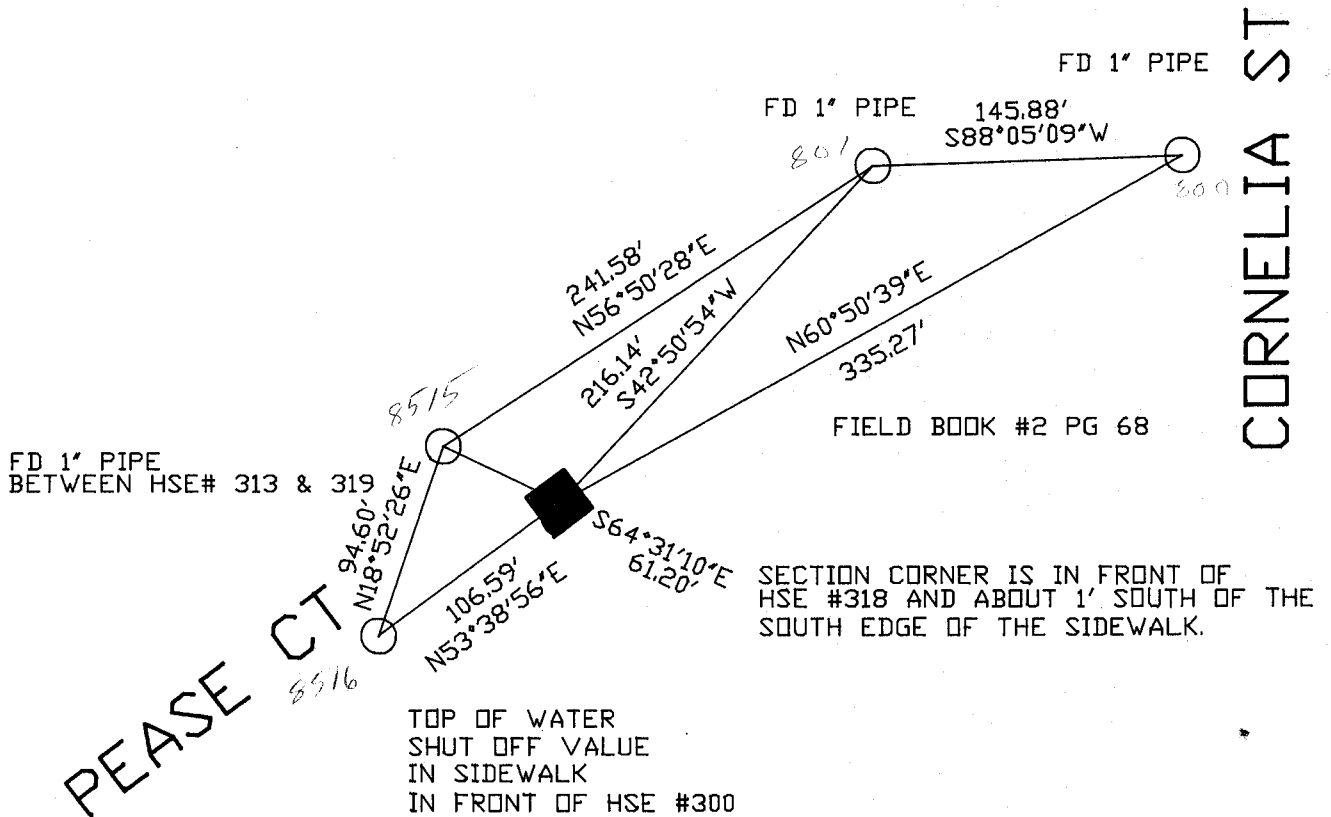 CORNELIA ST
FD 1" PIPE
FD 1" PIPE
145.88'
S88°05'09"W
801
800
241.58'
N56°50'28"E
216.14'
S42°50'54"W
N60°50'39"E
335.27'
8515
FIELD BOOK #2 PG 68
FD 1" PIPE
BETWEEN HSE# 313 & 319
94.60'
N18°52'26"E
S64°31'10"E
61.20'
106.59'
N53°38'56"E
SECTION CORNER IS IN FRONT OF
HSE #318 AND ABOUT 1' SOUTH OF THE
SOUTH EDGE OF THE SIDEWALK.
PEASE CT
8516
TOP OF WATER
SHUT OFF VALUE
IN SIDEWALK
IN FRONT OF HSE #300